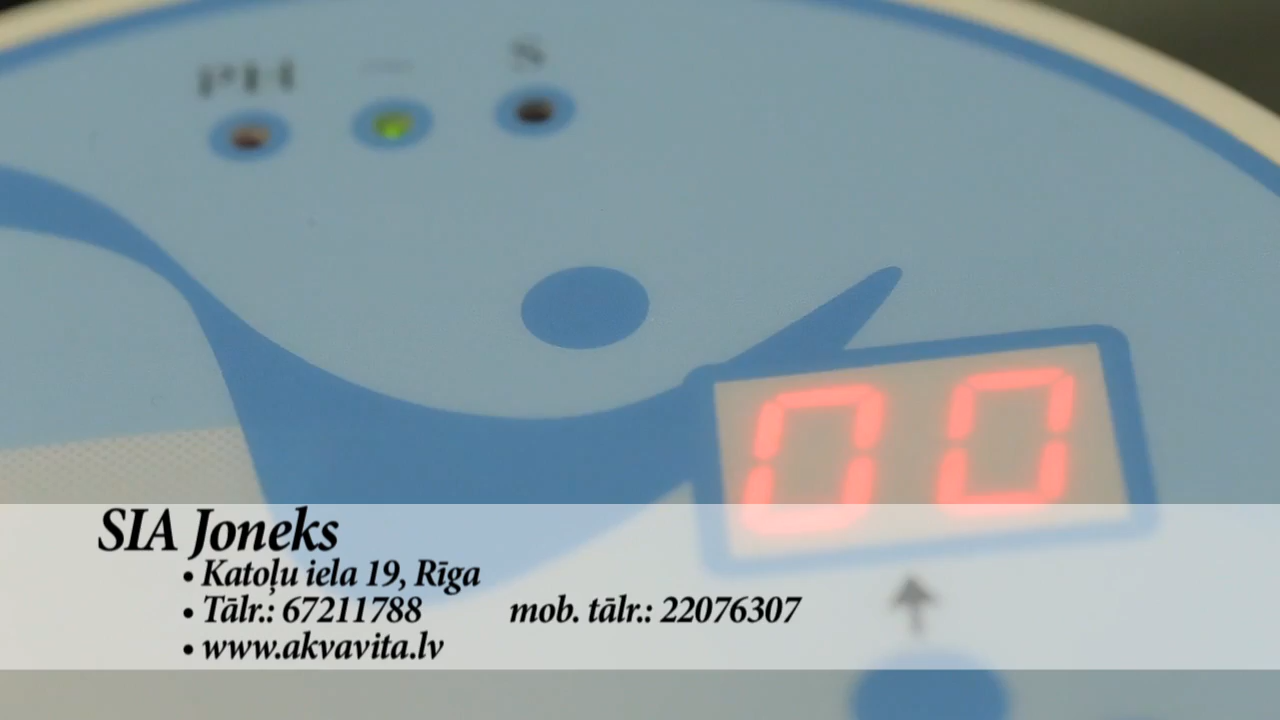 PH — S
00
SIA Joneks
• Katoļu iela 19, Rīga
• Tālr.: 67211788 mob. tālr.: 22076307
• www.akvavita.lv